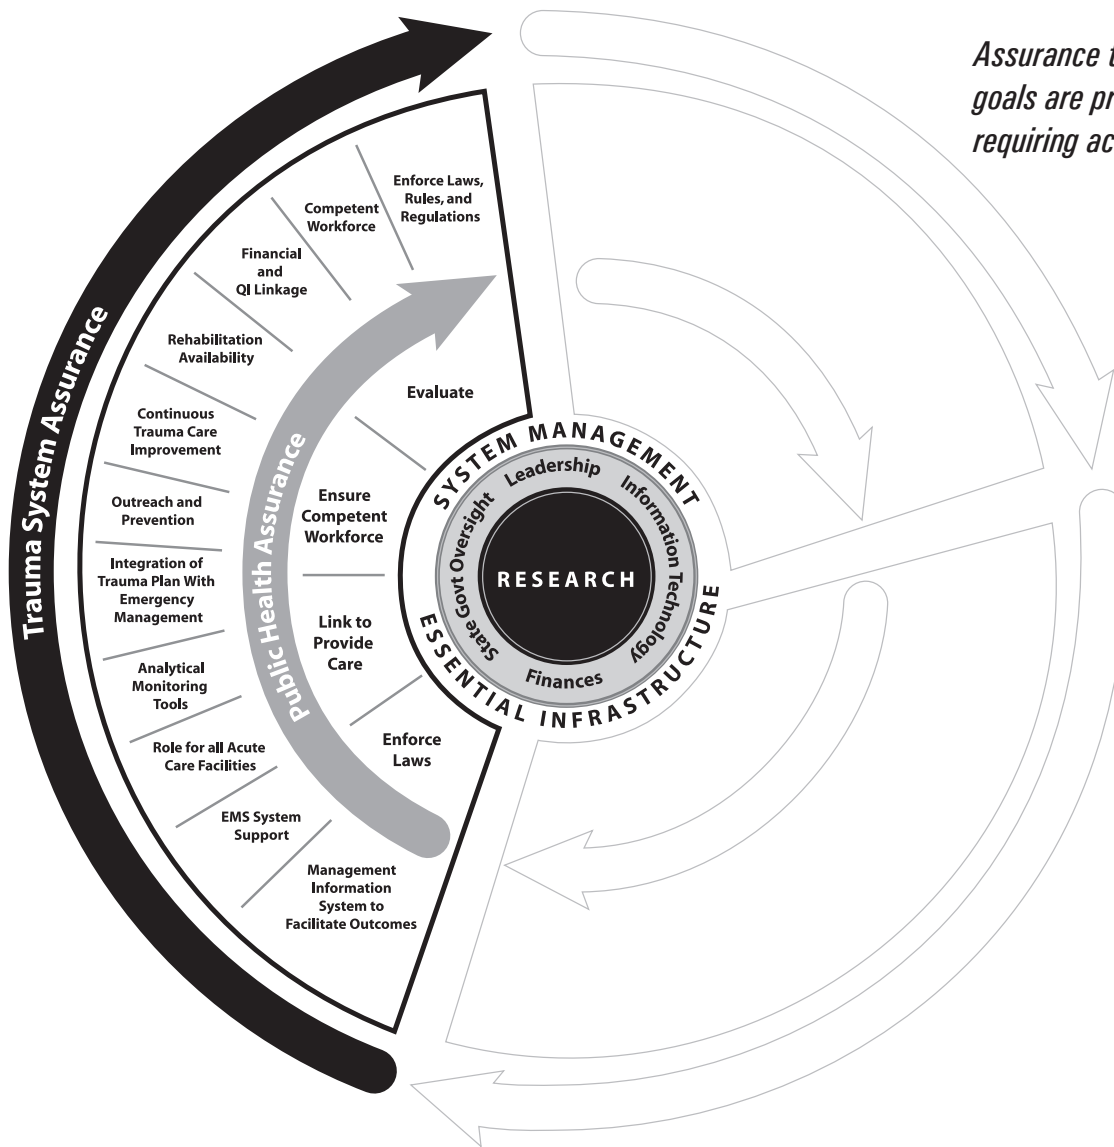 Assurance
goals are
requiring
Enforce Laws,
Rules, and
Regulations
Competent
Workforce
Financial
and
QI Linkage
Rehabilitation
Availability
Continuous
Trauma Care
Improvement
Outreach and
Prevention
Integration of
Trauma Plan With
Emergency
Management
Analytical
Monitoring
Tools
Role for all Acute
Care Facilities
EMS System
Support
Management
Information
System to
Facilitate Outcomes
Trauma System Assurance
Public Health Assurance
Evaluate
Ensure
Competent
Workforce
Link to
Provide
Care
Enforce
Laws
SYSTEM MANAGEMENT
ESSENTIAL INFRASTRUCTURE
Leadership
Information Technology
Finances
State Govt Oversight
RESEARCH